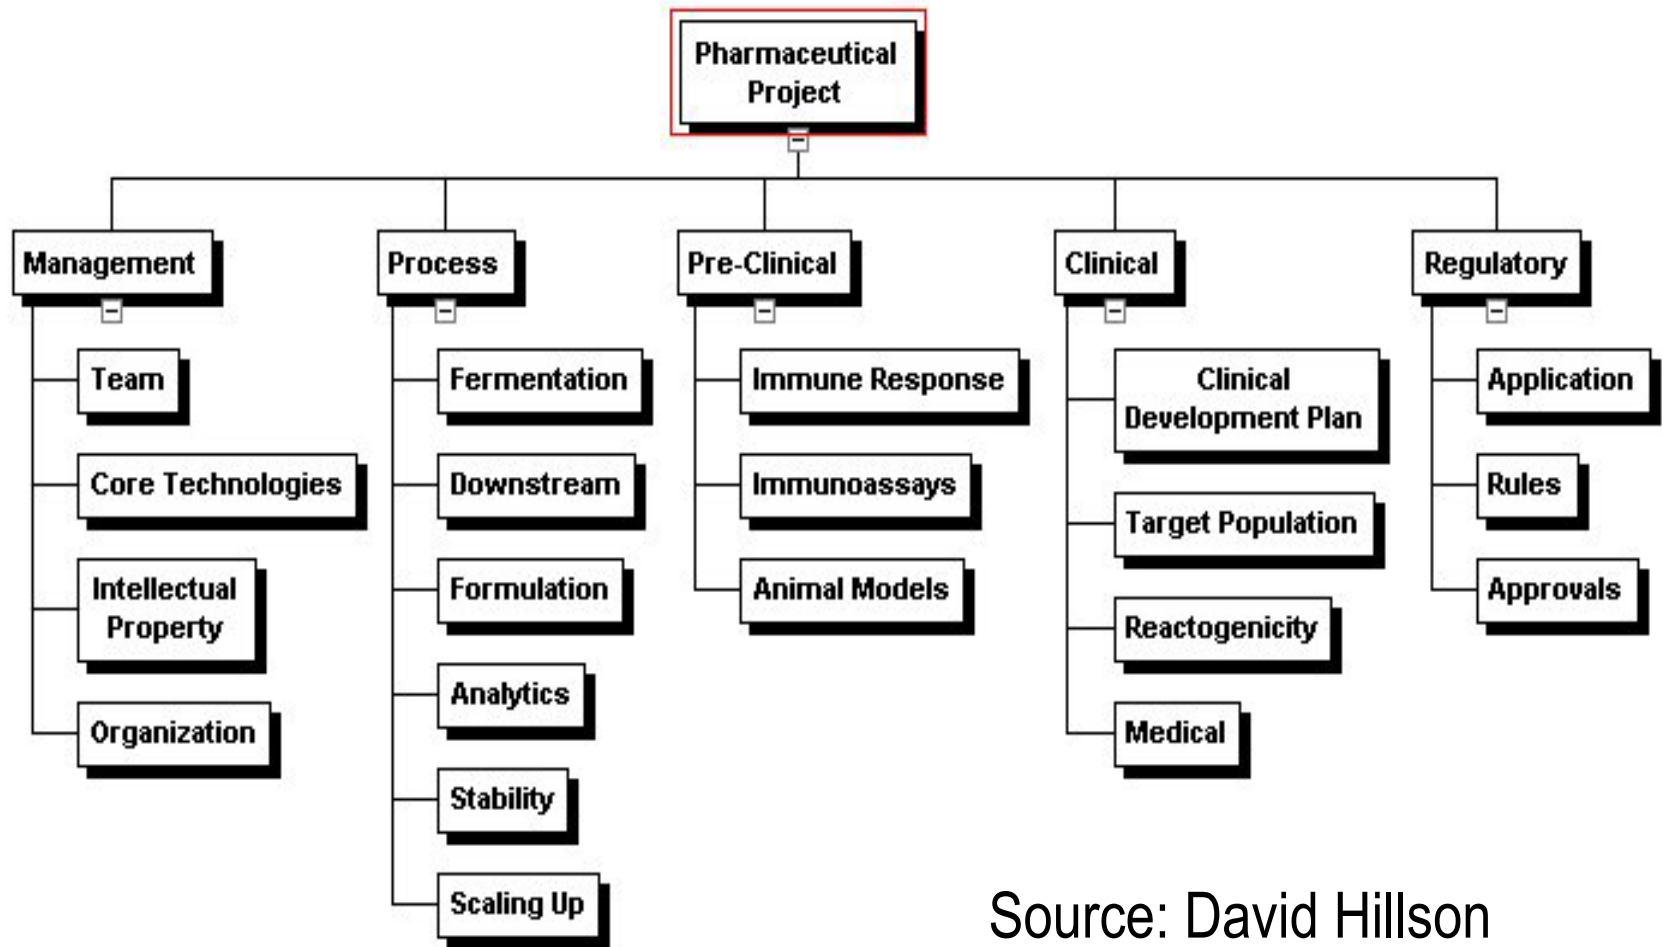 Pharmaceutical
Project
Management
Process
Pre-Clinical
Clinical
Regulatory
Team
Core Technologies
Intellectual
Property
Organization
Fermentation
Downstream
Formulation
Analytics
Stability
Scaling Up
Immune Response
Immunoassays
Animal Models
Clinical
Development Plan
Target Population
Reactogenicity
Medical
Application
Rules
Approvals
Source: David Hillson